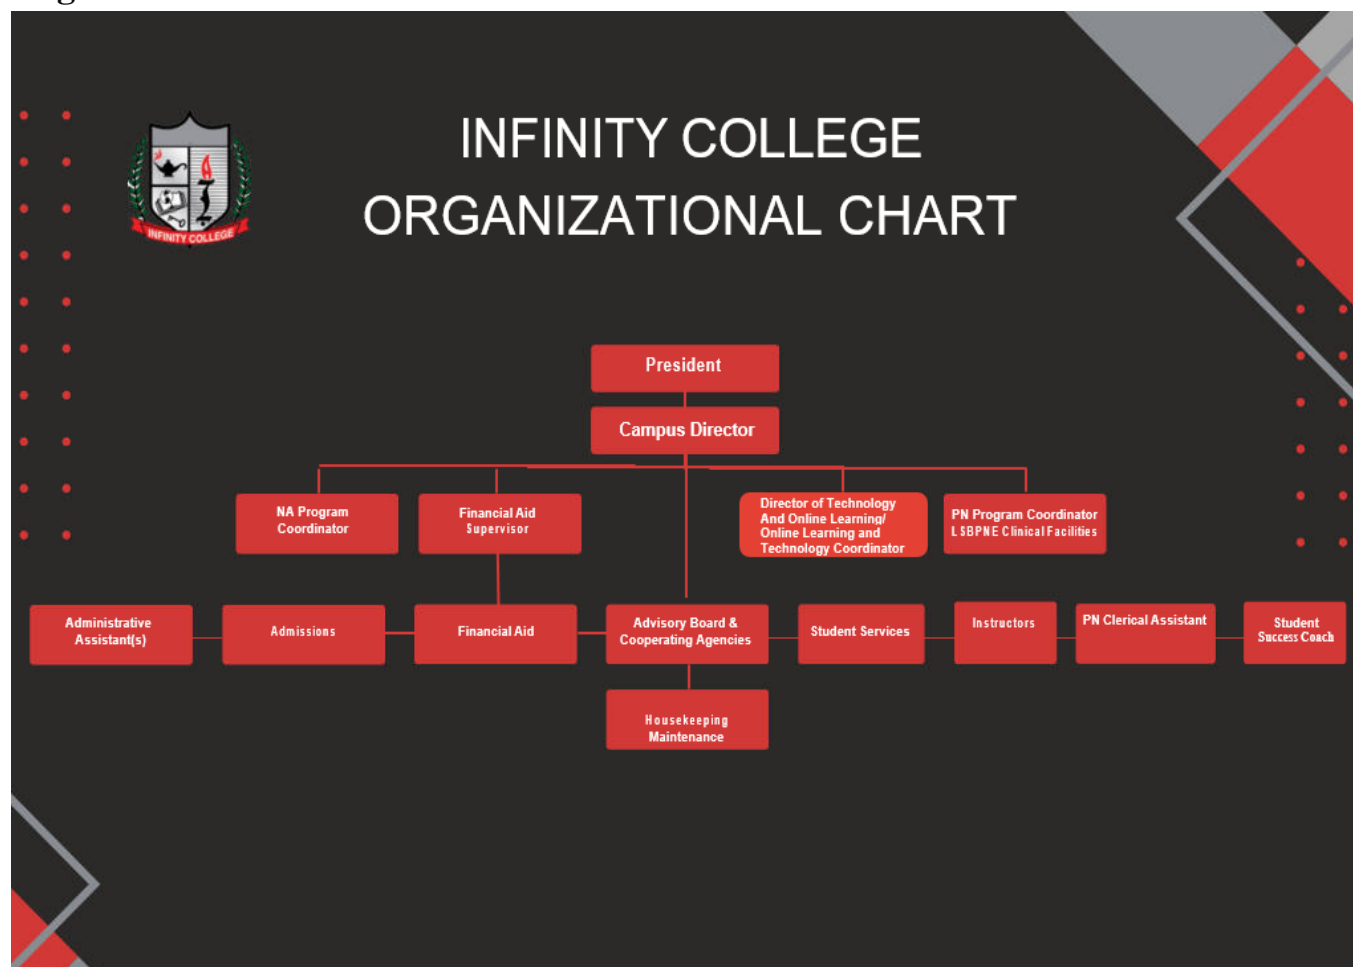 INFINITY COLLEGE
ORGANIZATIONAL CHART
INFINITY COLLEGE
President
Campus Director
NA Program
Coordinator
Financial Aid
Supervisor
Director of Technology
And Online Learning/
Online Learning and
Technology Coordinator
PN Program Coordinator
LSBPNE Clinical Facilities
Administrative
Assistant(s)
Admissions
Financial Aid
Advisory Board &
Cooperating Agencies
Student Services
Instructors
PN Clerical Assistant
Student
Success Coach
Housekeeping
Maintenance